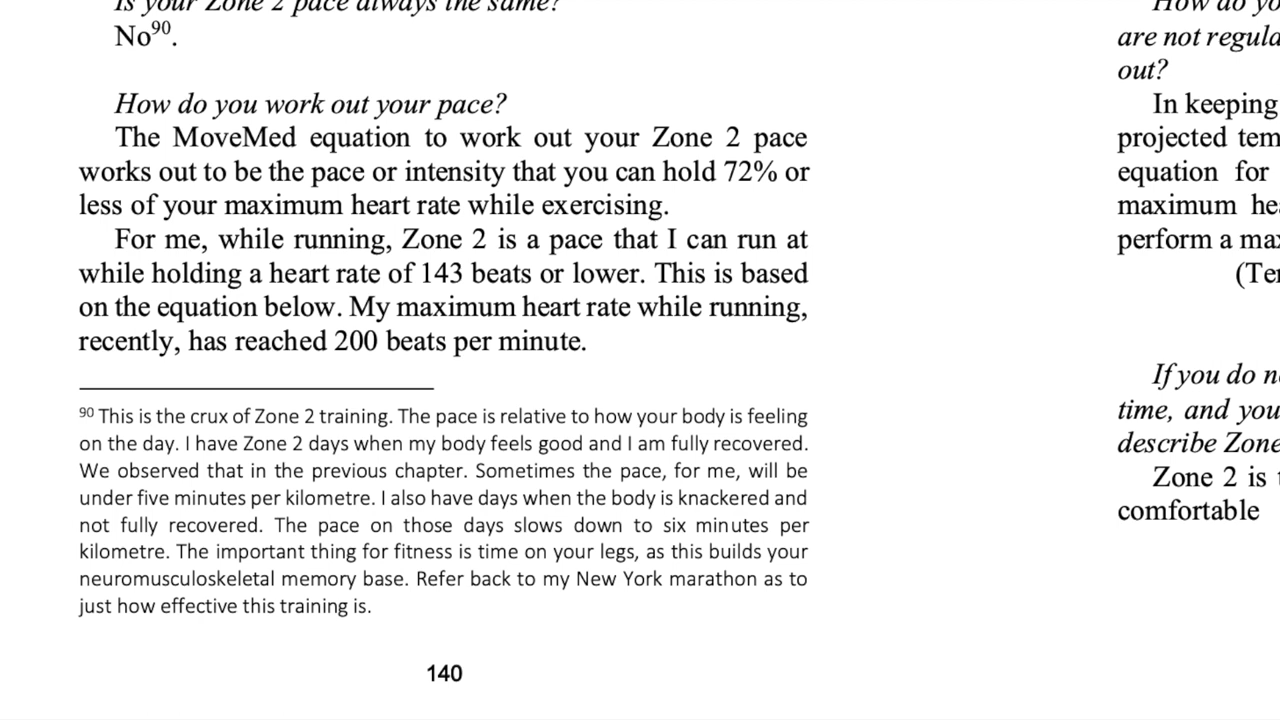 Is your Zone 2 pace always the same?
No90.
How do you work out your pace?
The MoveMed equation to work out your Zone 2 pace
works out to be the pace or intensity that you can hold 72% or
less of your maximum heart rate while exercising.
For me, while running, Zone 2 is a pace that I can run at
while holding a heart rate of 143 beats or lower. This is based
on the equation below. My maximum heart rate while running,
recently, has reached 200 beats per minute.
90 This is the crux of Zone 2 training. The pace is relative to how your body is feeling
on the day. I have Zone 2 days when my body feels good and I am fully recovered.
We observed that in the previous chapter. Sometimes the pace, for me, will be
under five minutes per kilometre. I also have days when the body is knackered and
not fully recovered. The pace on those days slows down to six minutes per
kilometre. The important thing for fitness is time on your legs, as this builds your
neuromusculoskeletal memory base. Refer back to my New York marathon as to
just how effective this training is.
140
How do
are not
out?
In keeping
projected
equation for
maximum
perform a
If you do
time, and
describe
Zone 2 is
comfortable